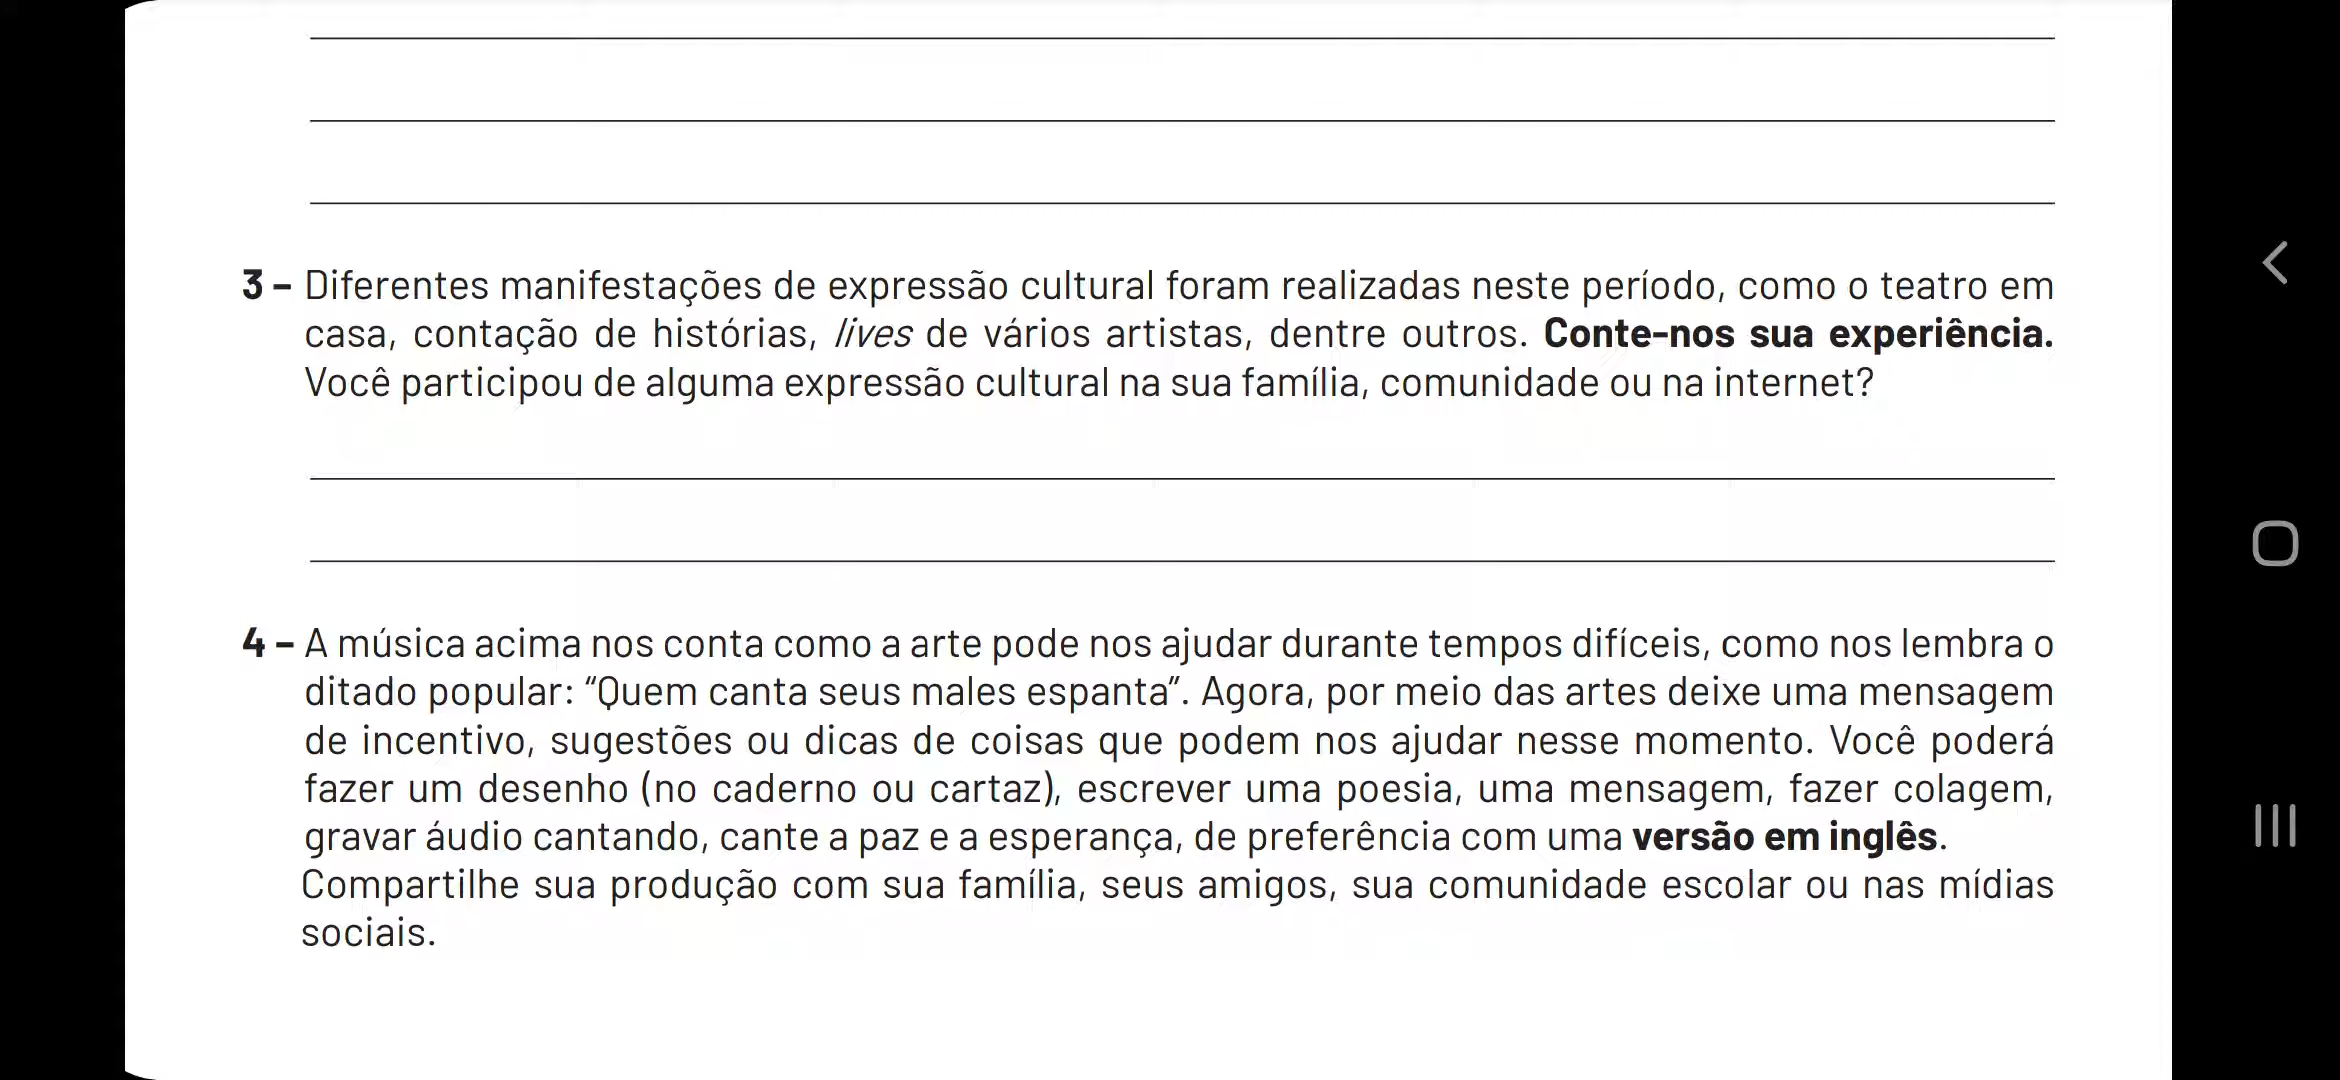 3 - Diferentes manifestações de expressão cultural foram realizadas neste período, como o teatro em
casa, contação de histórias, lives de vários artistas, dentre outros. Conte-nos sua experiência.
Você participou de alguma expressão cultural na sua família, comunidade ou na internet?
4 - A música acima nos conta como a arte pode nos ajudar durante tempos difíceis, como nos lembra o
ditado popular: “Quem canta seus males espanta”. Agora, por meio das artes deixe uma mensagem
de incentivo, sugestões ou dicas de coisas que podem nos ajudar nesse momento. Você poderá
fazer um desenho (no caderno ou cartaz), escrever uma poesia, uma mensagem, fazer colagem,
gravar áudio cantando, cante a paz e a esperança, de preferência com uma versão em inglês.
Compartilhe sua produção com sua família, seus amigos, sua comunidade escolar ou nas mídias
sociais.